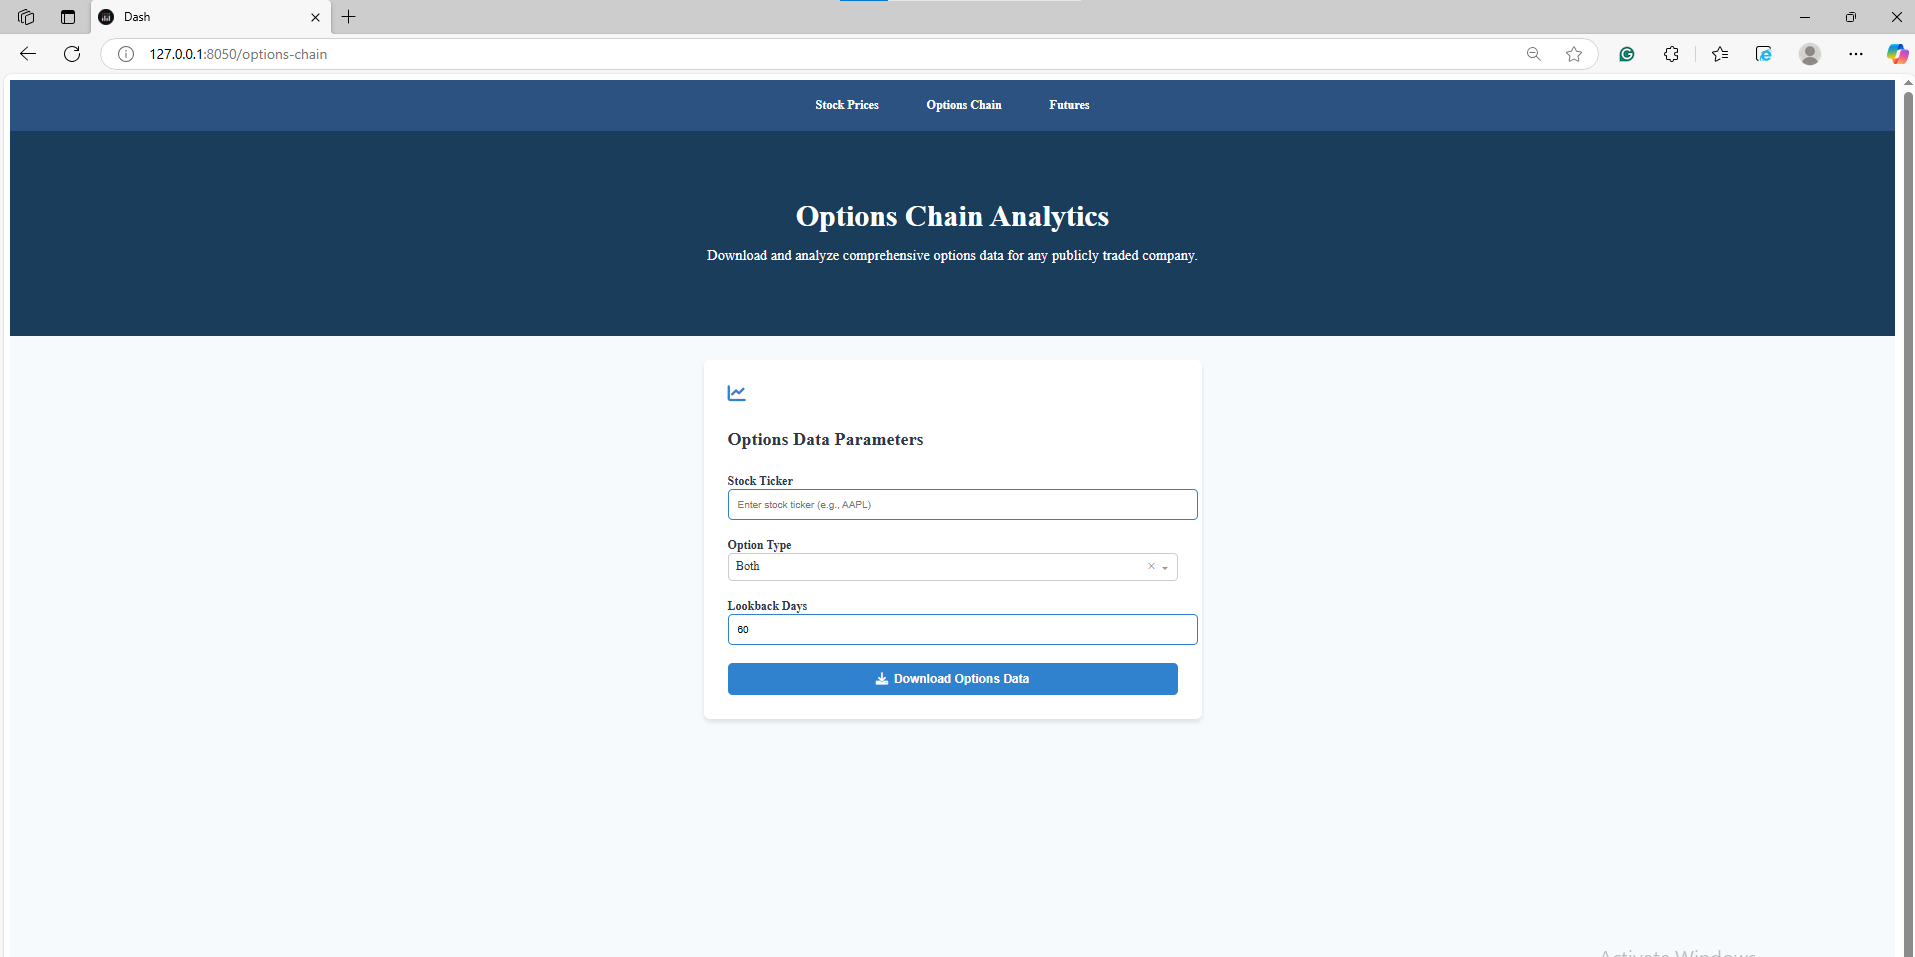 Dash
127.0.0.1:8050/options-chain
Stock Prices Options Chain Futures
Options Chain Analytics
Download and analyze comprehensive options data for any publicly traded company.
Options Data Parameters
Stock Ticker
Enter stock ticker (e.g., AAPL)
Option Type
Both
Lookback Days
60
Download Options Data
Activate Windows